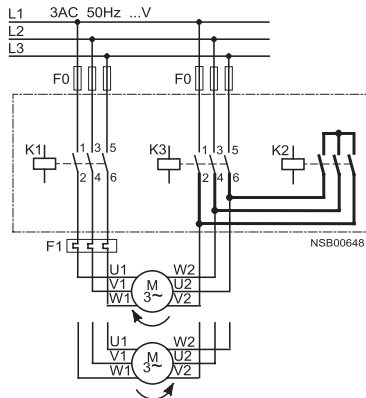 L1 3AC 50Hz ...V
L2
L3
F0 F0
K1 1 3 5 K3 1 3 5 K2
2 4 6 2 4 6
NSB00648
F1
U1 W2
V1 M U2
W1 3~ V2
U1 W2
V1 M U2
W1 3~ V2